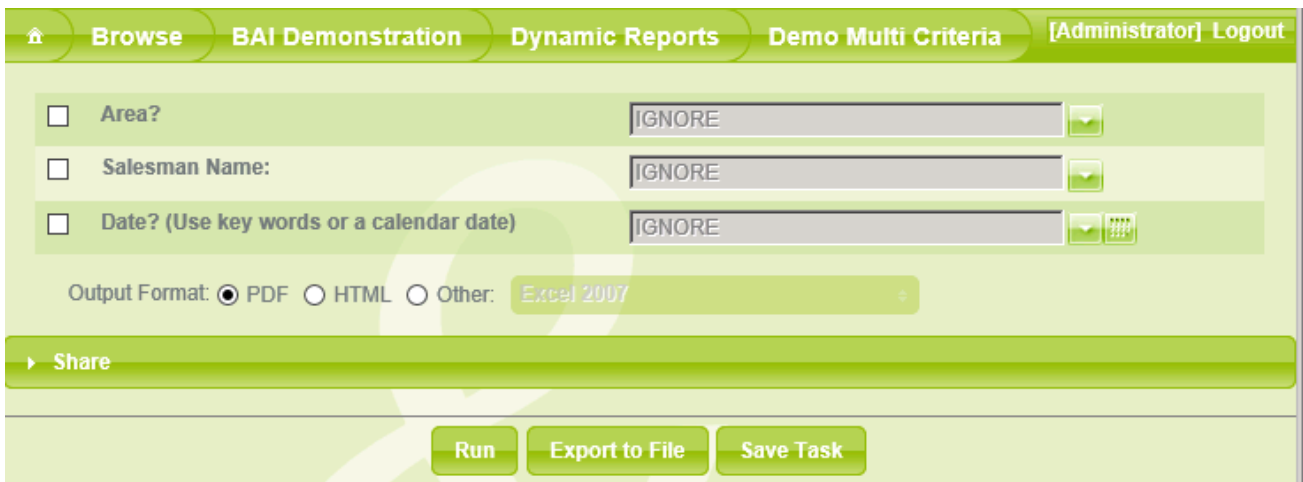 Browse BAI Demonstration Dynamic Reports Demo Multi Criteria [Administrator] Logout
Area? IGNORE
Salesman Name: IGNORE
Date? (Use key words or a calendar date) IGNORE
Output Format: PDF HTML Other: Excel 2007
Share
Run Export to File Save Task